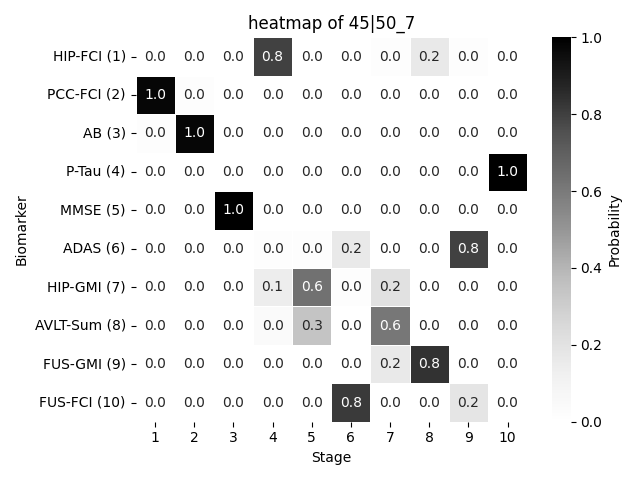 heatmap of 45|50_7
HIP-FCI (1) 0.0 0.0 0.0 0.8 0.0 0.0 0.0 0.2 0.0 0.0
PCC-FCI (2) 1.0 0.0 0.0 0.0 0.0 0.0 0.0 0.0 0.0 0.0
AB (3) 0.0 1.0 0.0 0.0 0.0 0.0 0.0 0.0 0.0 0.0
P-Tau (4) 0.0 0.0 0.0 0.0 0.0 0.0 0.0 0.0 0.0 1.0
MMSE (5) 0.0 0.0 1.0 0.0 0.0 0.0 0.0 0.0 0.0 0.0
ADAS (6) 0.0 0.0 0.0 0.0 0.0 0.2 0.0 0.0 0.8 0.0
HIP-GMI (7) 0.0 0.0 0.0 0.1 0.6 0.0 0.2 0.0 0.0 0.0
AVLT-Sum (8) 0.0 0.0 0.0 0.0 0.3 0.0 0.6 0.0 0.0 0.0
FUS-GMI (9) 0.0 0.0 0.0 0.0 0.0 0.0 0.2 0.8 0.0 0.0
FUS-FCI (10) 0.0 0.0 0.0 0.0 0.0 0.8 0.0 0.0 0.2 0.0
1 2 3 4 5 6 7 8 9 10
Stage
Biomarker
1.0
0.8
0.6
0.4
0.2
0.0
Probability